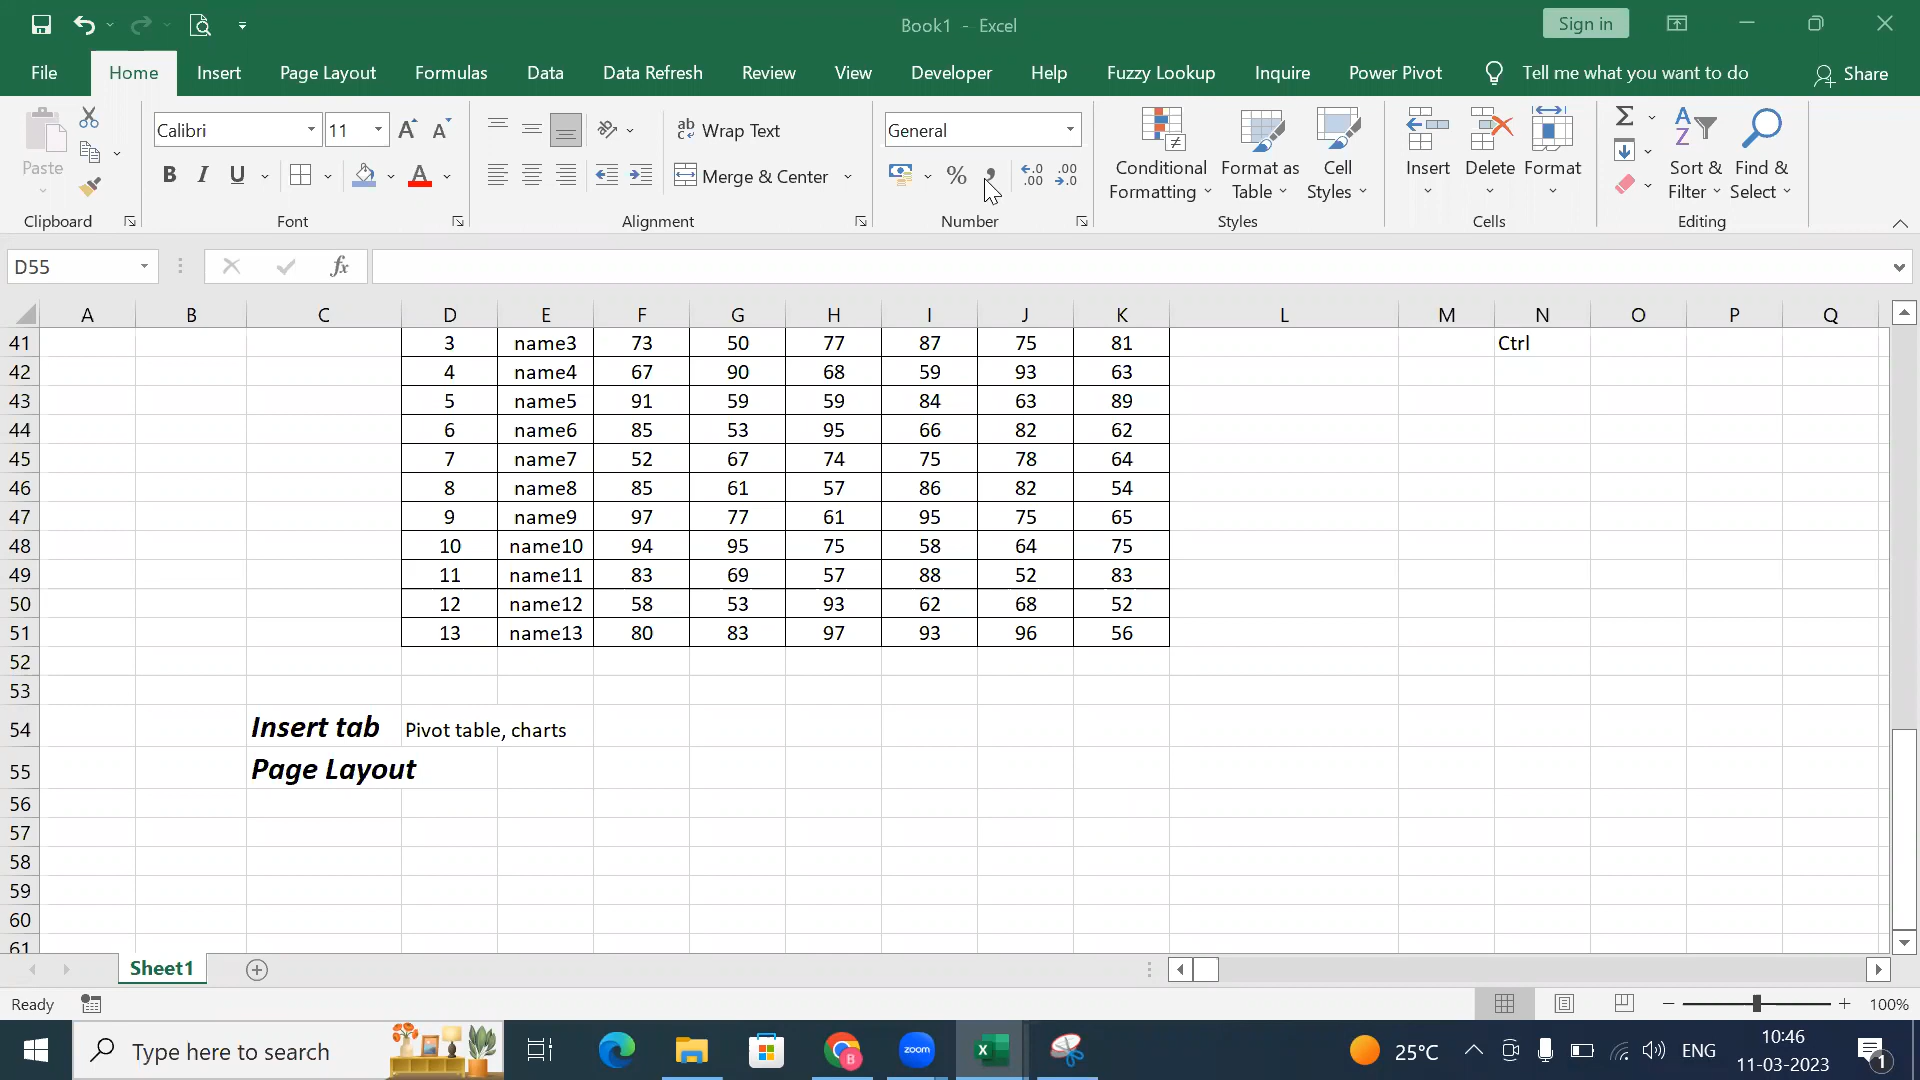 Book1 - Excel
Sign in
File Home Insert Page Layout Formulas Data Data Refresh Review View Developer Help Fuzzy Lookup Inquire Power Pivot Tell me what you want to do Share
Paste
Clipboard
Calibri 11
B I U A
Font
ab Wrap Text
Merge & Center
Alignment
General
% , .00 .00
Number
Conditional Formatting
Format as Table
Cell Styles
Styles
Insert Delete Format
Cells
Sort & Filter
Find & Select
Editing
D55 fx
A B C D E F G H I J K L M N O P Q
41 3 name3 73 50 77 87 75 81 Ctrl
42 4 name4 67 90 68 59 93 63
43 5 name5 91 59 59 84 63 89
44 6 name6 85 53 95 66 82 62
45 7 name7 52 67 74 75 78 64
46 8 name8 85 61 57 86 82 54
47 9 name9 97 77 61 95 75 65
48 10 name10 94 95 75 58 64 75
49 11 name11 83 69 57 88 52 83
50 12 name12 58 53 93 62 68 52
51 13 name13 80 83 97 93 96 56
52
53
54 Insert tab Pivot table, charts
55 Page Layout
56
57
58
59
60
61
Sheet1
Ready 100%
Type here to search zoom 25°C ENG 10:46
11-03-2023 1